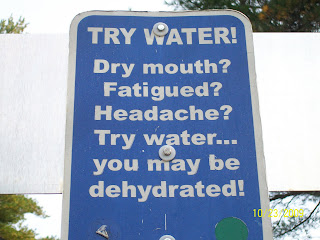 TRY WATER!
Dry mouth?
Fatigued?
Headache?
Try water...
you may be
dehydrated!